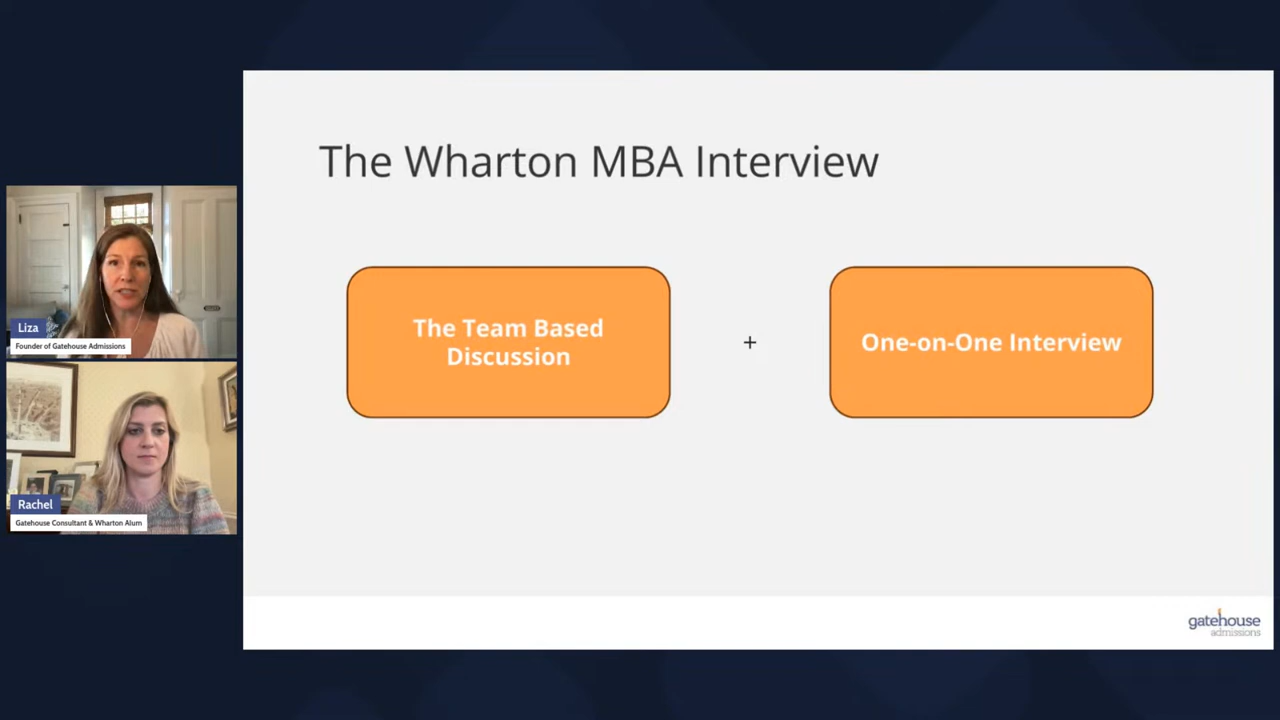 The Wharton MBA Interview
The Team Based
Discussion
+
One-on-One Interview
Liza
Founder of Gatehouse Admissions
Rachel
Gatehouse Consultant & Wharton Alum
gatehouse
admissions